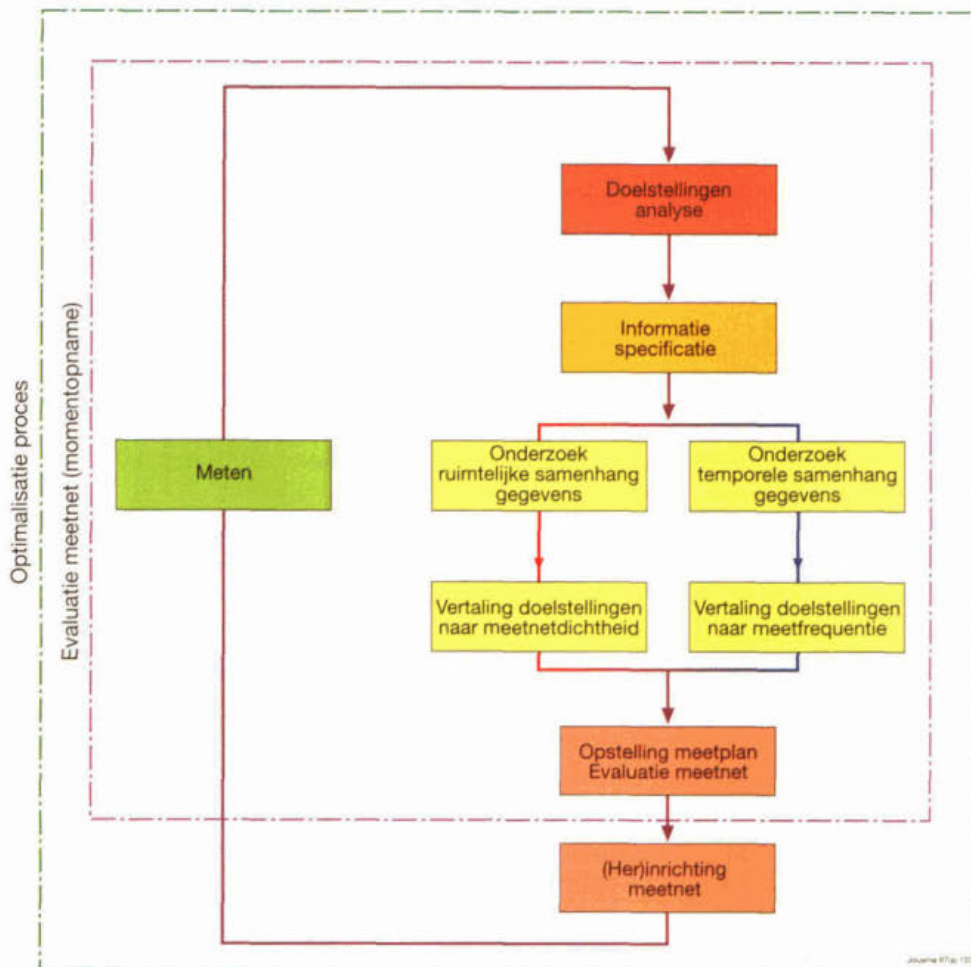 Optimalisatie proces
Evaluatie meetnet (momentopname)
Doelstellingen
analyse
Informatie
specificatie
Meten
Onderzoek
ruimtelijke samenhang
gegevens
Onderzoek
temporele samenhang
gegevens
Vertaling doelstellingen
naar meetnetdichtheid
Vertaling doelstellingen
naar meetfrequentie
Opstelling meetplan
Evaluatie meetnet
(Her)inrichting
meetnet